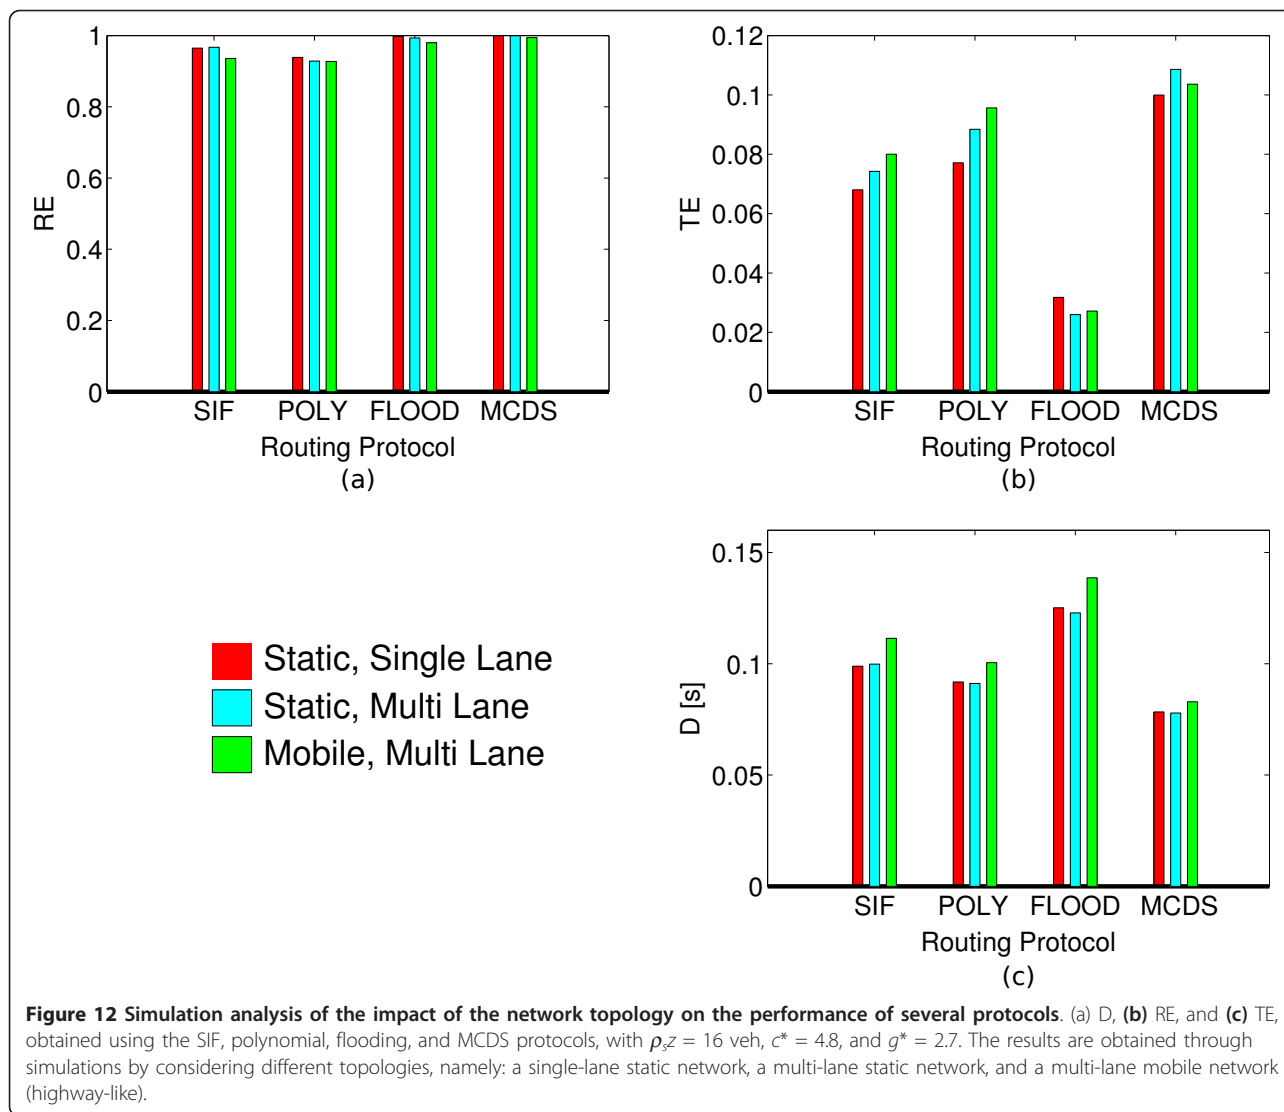 1
0.8
0.6
0.4
0.2
0
RE
SIF POLY FLOOD MCDS
Routing Protocol
(a)
0.12
0.1
0.08
0.06
0.04
0.02
0
TE
SIF POLY FLOOD MCDS
Routing Protocol
(b)
Static, Single Lane
Static, Multi Lane
Mobile, Multi Lane
0.15
0.1
0.05
0
D [s]
SIF POLY FLOOD MCDS
Routing Protocol
(c)
Figure 12 Simulation analysis of the impact of the network topology on the performance of several protocols. (a) D, (b) RE, and (c) TE,
obtained using the SIF, polynomial, flooding, and MCDS protocols, with ρsz = 16 veh, c* = 4.8, and g* = 2.7. The results are obtained through
simulations by considering different topologies, namely: a single-lane static network, a multi-lane static network, and a multi-lane mobile network
(highway-like).